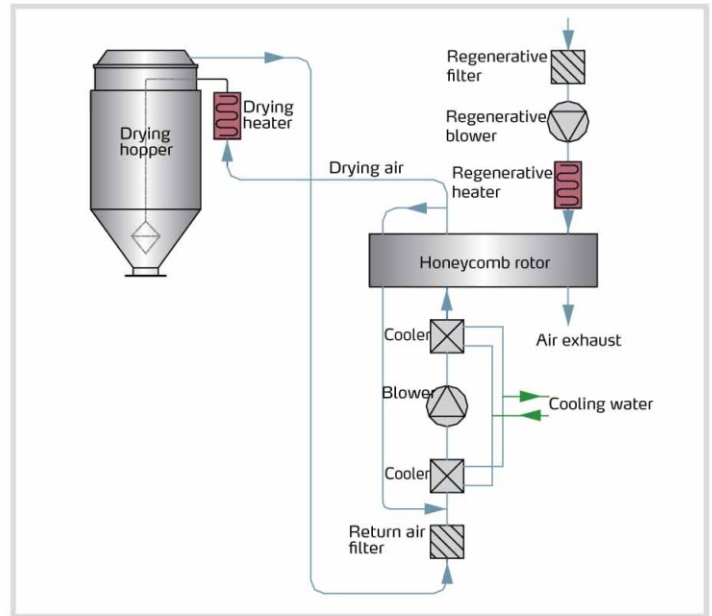 Regenerative
filter
Drying
heater
Drying
hopper
Regenerative
blower
Drying air
Regenerative
heater
Honeycomb rotor
Cooler
Air exhaust
Blower
Cooling water
Cooler
Return air
filter